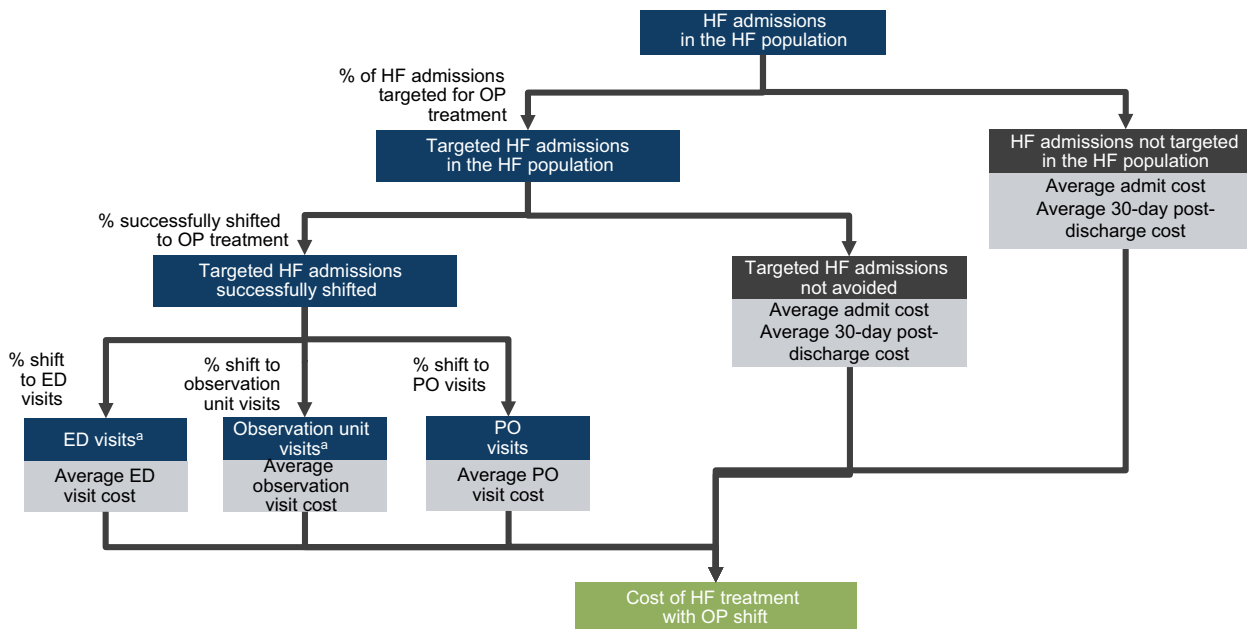 HF admissions
in the HF population
% of HF admissions
targeted for OP
treatment
Targeted HF admissions
in the HF population
HF admissions not targeted
in the HF population
Average admit cost
Average 30-day post-
discharge cost
% successfully shifted
to OP treatment
Targeted HF admissions
successfully shifted
Targeted HF admissions
not avoided
Average admit cost
Average 30-day post-
discharge cost
% shift
to ED
visits
% shift to
observation
unit visits
% shift to
PO visits
ED visitsᵃ
Average ED
visit cost
Observation unit
visitsᵃ
Average
observation
visit cost
PO
visits
Average PO
visit cost
Cost of HF treatment
with OP shift